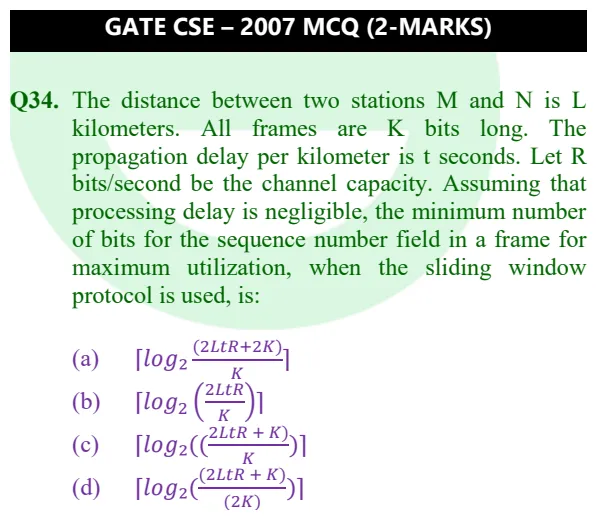 GATE CSE – 2007 MCQ (2-MARKS)
Q34. The distance between two stations M and N is L
kilometers. All frames are K bits long. The
propagation delay per kilometer is t seconds. Let R
bits/second be the channel capacity. Assuming that
processing delay is negligible, the minimum number
of bits for the sequence number field in a frame for
maximum utilization, when the sliding window
protocol is used, is:
(a) ⌈log₂ (2LtR+2K)/K⌉
(b) ⌈log₂ (2LtR/K)⌉
(c) ⌈log₂((2LtR + K)/K)⌉
(d) ⌈log₂((2LtR + K)/(2K))⌉